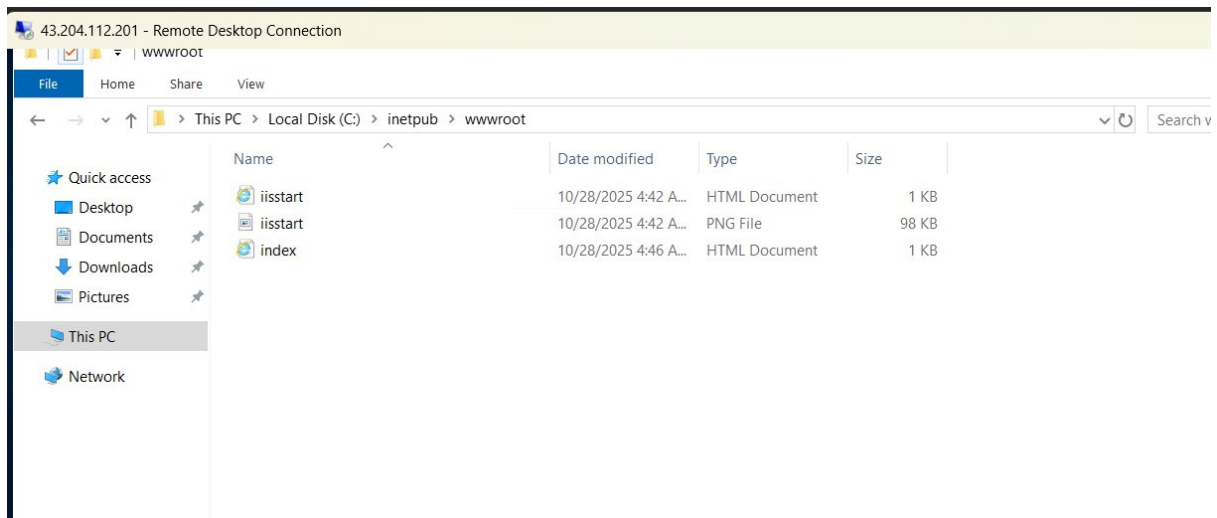 43.204.112.201 - Remote Desktop Connection
wwwroot
File Home Share View
This PC > Local Disk (C:) > inetpub > wwwroot
Search
Name Date modified Type Size
Quick access
Desktop
Documents
Downloads
Pictures
This PC
Network
iisstart 10/28/2025 4:42 A... HTML Document 1 KB
iisstart 10/28/2025 4:42 A... PNG File 98 KB
index 10/28/2025 4:46 A... HTML Document 1 KB